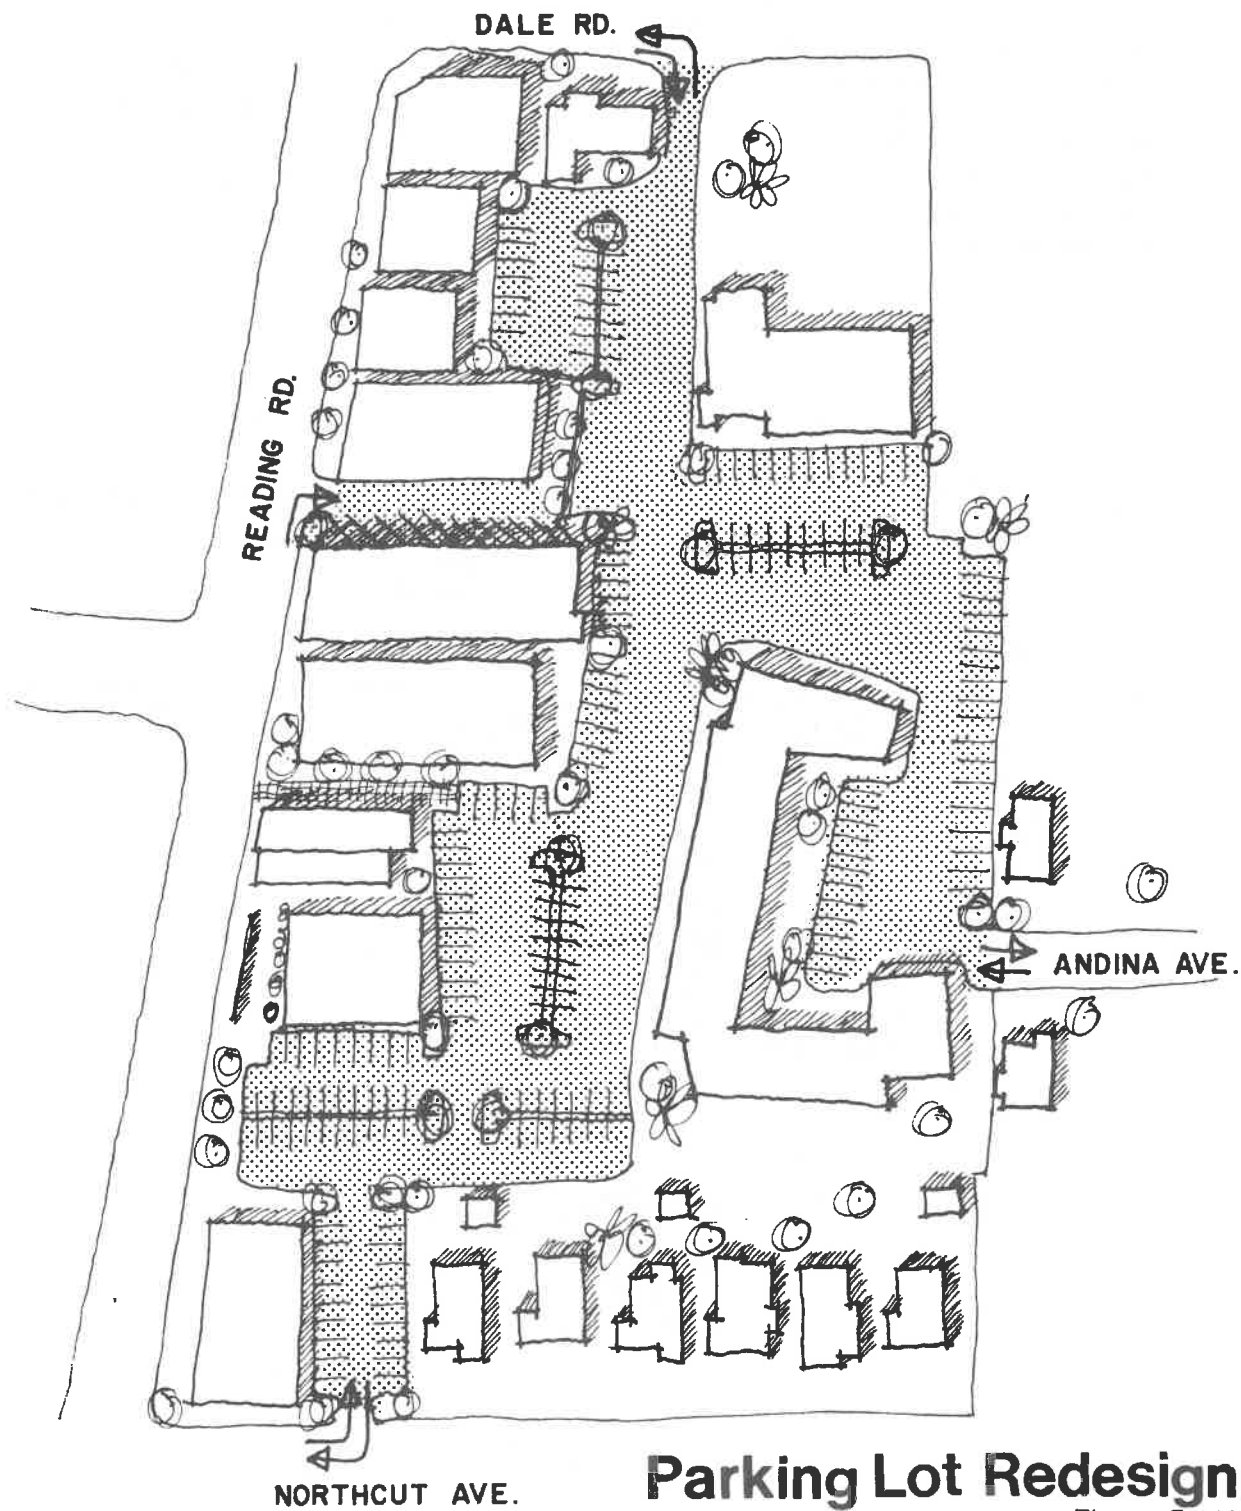 DALE RD.
READING RD.
ANDINA AVE.
NORTHCUT AVE.
Parking Lot Redesign